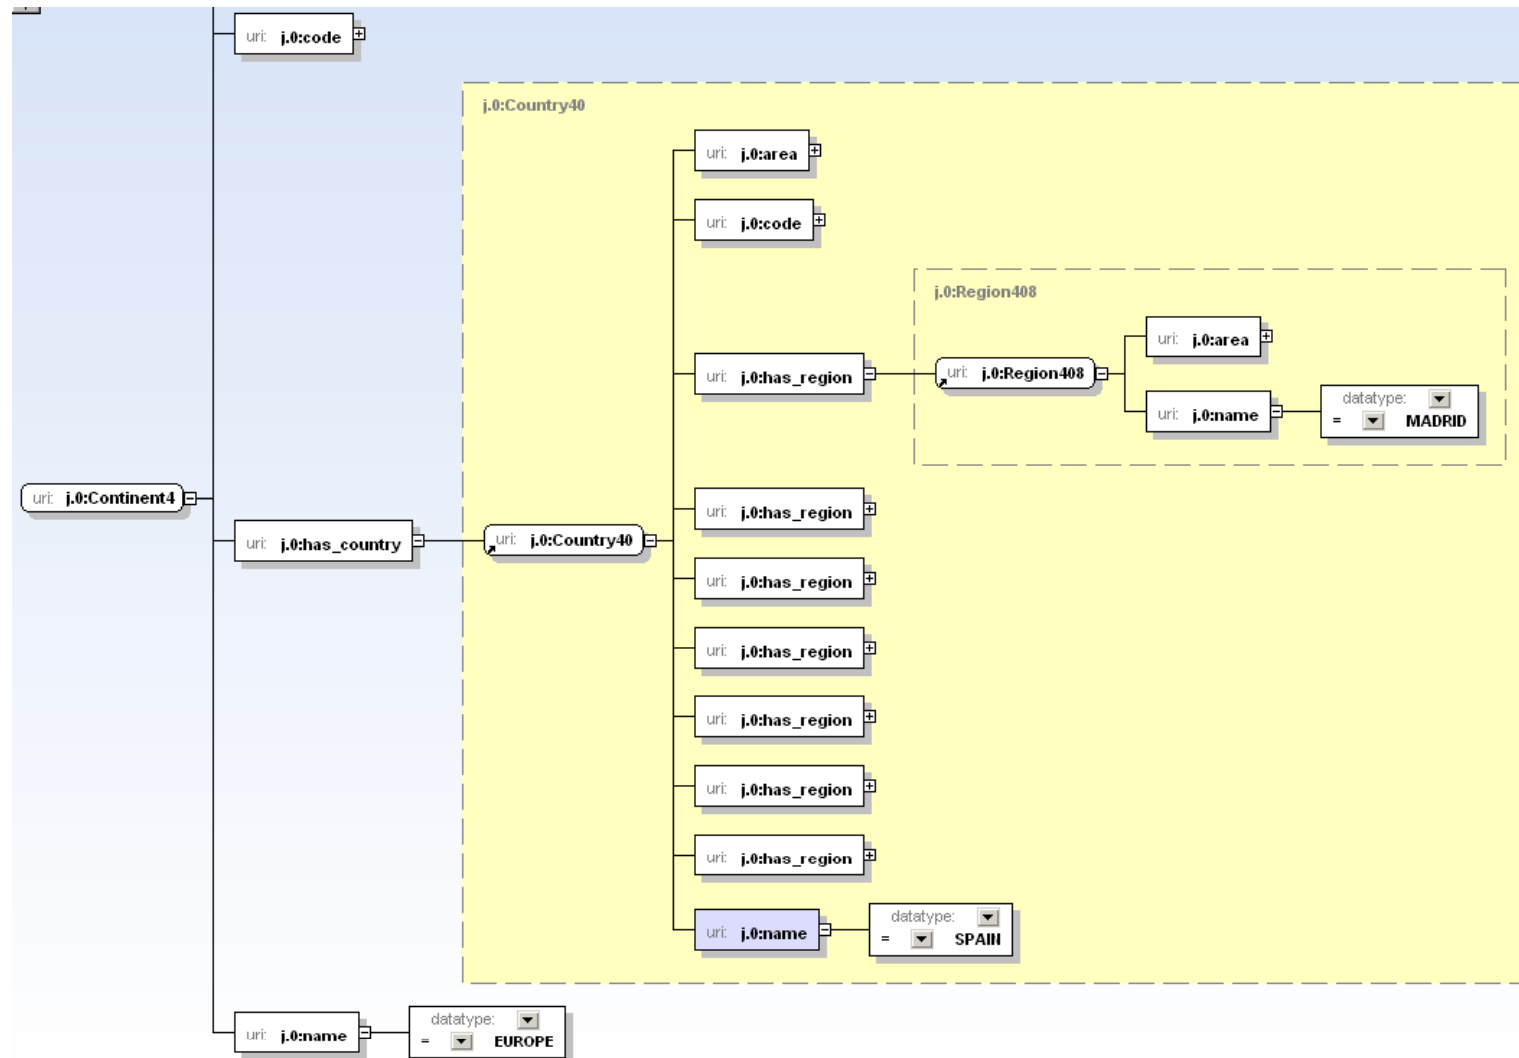 uri: j.0:code
j.0:Country40
uri: j.0:area
uri: j.0:code
j.0:Region408
uri: j.0:area
uri: j.0:has_region
uri: j.0:Region408
uri: j.0:name
datatype:
= MADRID
uri: j.0:Continent4
uri: j.0:has_region
uri: j.0:has_country
uri: j.0:Country40
uri: j.0:has_region
uri: j.0:has_region
uri: j.0:has_region
uri: j.0:has_region
uri: j.0:has_region
uri: j.0:name
datatype:
= SPAIN
uri: j.0:name
datatype:
= EUROPE